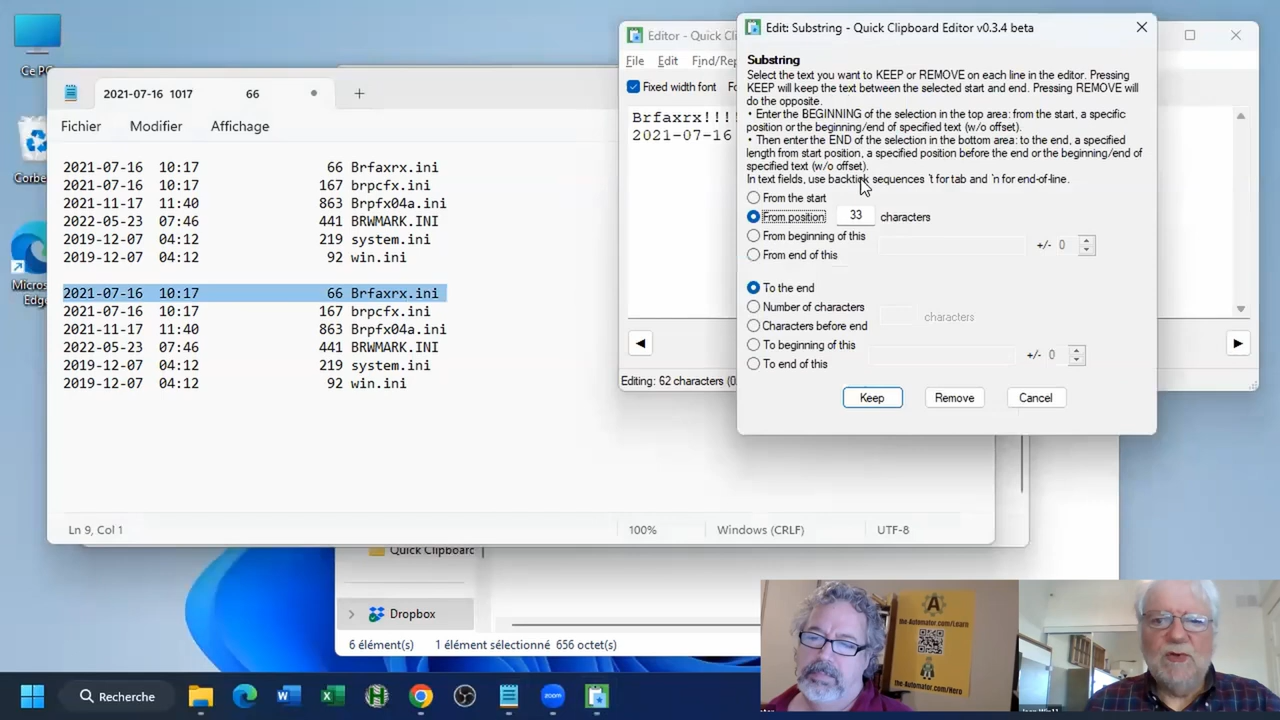 Ce PC
Corbe
Micros
Edge
2021-07-16 1017 66
Fichier Modifier Affichage
2021-07-16 10:17 66 Brfaxrx.ini
2021-07-16 10:17 167 brpcfx.ini
2021-11-17 11:40 863 Brpfx04a.ini
2022-05-23 07:46 441 BRWMARK.INI
2019-12-07 04:12 219 system.ini
2019-12-07 04:12 92 win.ini
2021-07-16 10:17 66 Brfaxrx.ini
2021-07-16 10:17 167 brpcfx.ini
2021-11-17 11:40 863 Brpfx04a.ini
2022-05-23 07:46 441 BRWMARK.INI
2019-12-07 04:12 219 system.ini
2019-12-07 04:12 92 win.ini
Ln 9, Col 1 100% Windows (CRLF) UTF-8
Editor - Quick Cli
File Edit Find/Rep
Fixed width font Fo
Brfaxrx!!!
2021-07-16
Editing: 62 characters (0
Edit: Substring - Quick Clipboard Editor v0.3.4 beta
Substring
Select the text you want to KEEP or REMOVE on each line in the editor. Pressing
KEEP will keep the text between the selected start and end. Pressing REMOVE will
do the opposite.
• Enter the BEGINNING of the selection in the top area: from the start, a specific
position or the beginning/end of specified text (w/o offset).
• Then enter the END of the selection in the bottom area: to the end, a specified
length from start position, a specified position before the end or the beginning/end of
specified text (w/o offset).
In text fields, use backtick sequences `t for tab and `n for end-of-line.
From the start
From position 33 characters
From beginning of this +/- 0
From end of this
To the end
Number of characters characters
Characters before end
To beginning of this +/- 0
To end of this
Keep Remove Cancel
Quick Clipboarc
Dropbox
6 élément(s) 1 élément sélectionné 656 octet(s)
the-Automator.com/Learn
the-Automator.com/Hero
Recherche